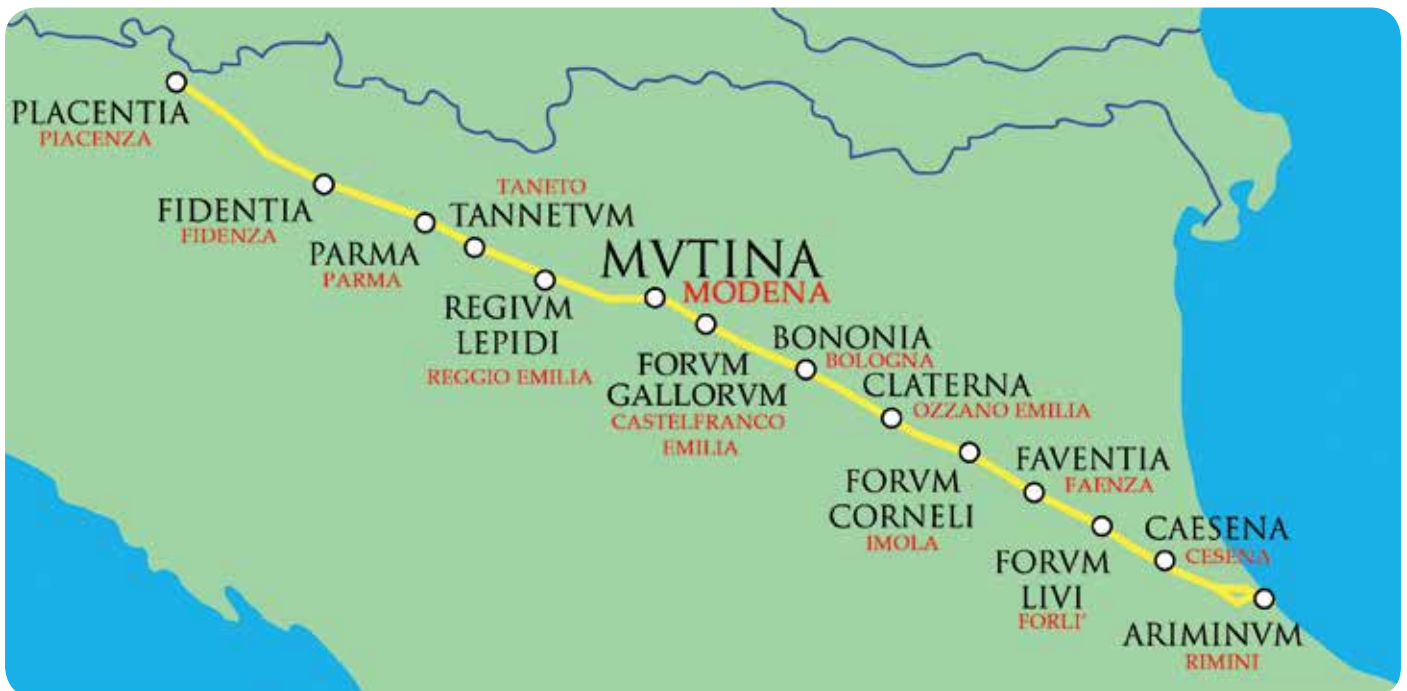 PLACENTIA
PIACENZA
FIDENTIA
FIDENZA
PARMA
PARMA
TANETO
TANNETVM
REGIVM
LEPIDI
REGGIO EMILIA
MVTINA
MODENA
FORVM
GALLORVM
CASTELFRANCO
EMILIA
BONONIA
BOLOGNA
CLATERNA
OZZANO EMILIA
FORVM
CORNELI
IMOLA
FAVENTIA
FAENZA
FORVM
LIVI
FORLI'
CAESENA
CESENA
ARIMINVM
RIMINI